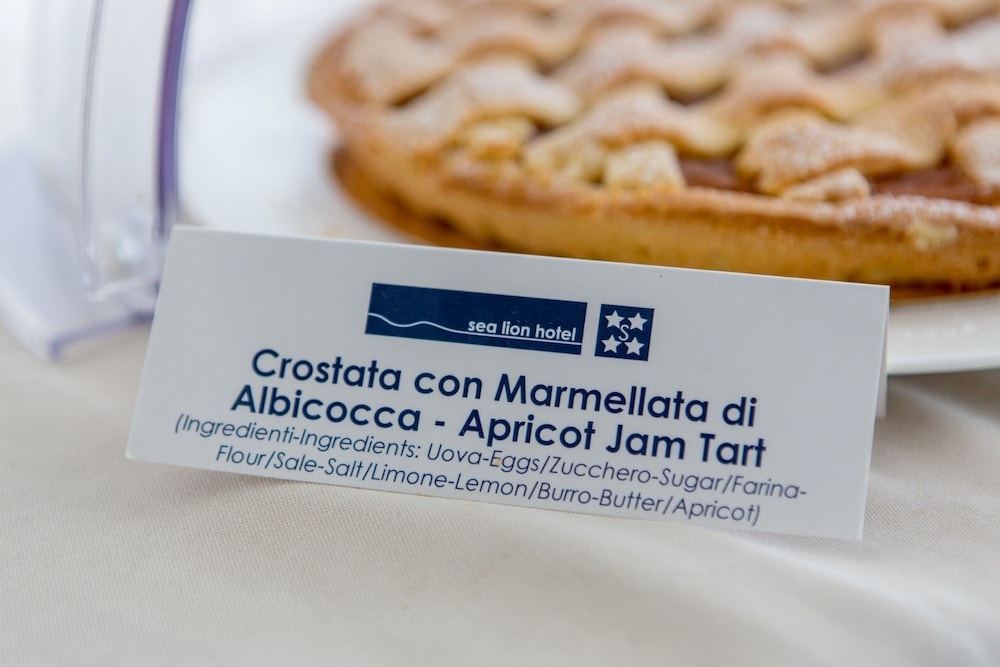 sea lion hotel
S
Crostata con Marmellata di
Albicocca - Apricot Jam Tart
(Ingredienti-Ingredients: Uova-Eggs/Zucchero-Sugar/Farina-
Flour/Sale-Salt/Limone-Lemon/Burro-Butter/Apricot)